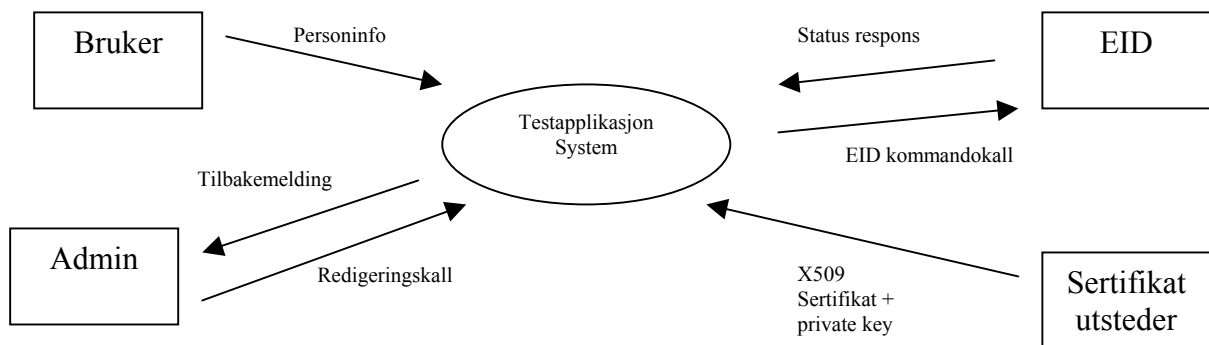 Bruker
Personinfo
Status respons
EID
Testapplikasjon
System
EID kommandokall
Tilbakemelding
Admin
Redigeringskall
X509
Sertifikat +
private key
Sertifikat
utsteder